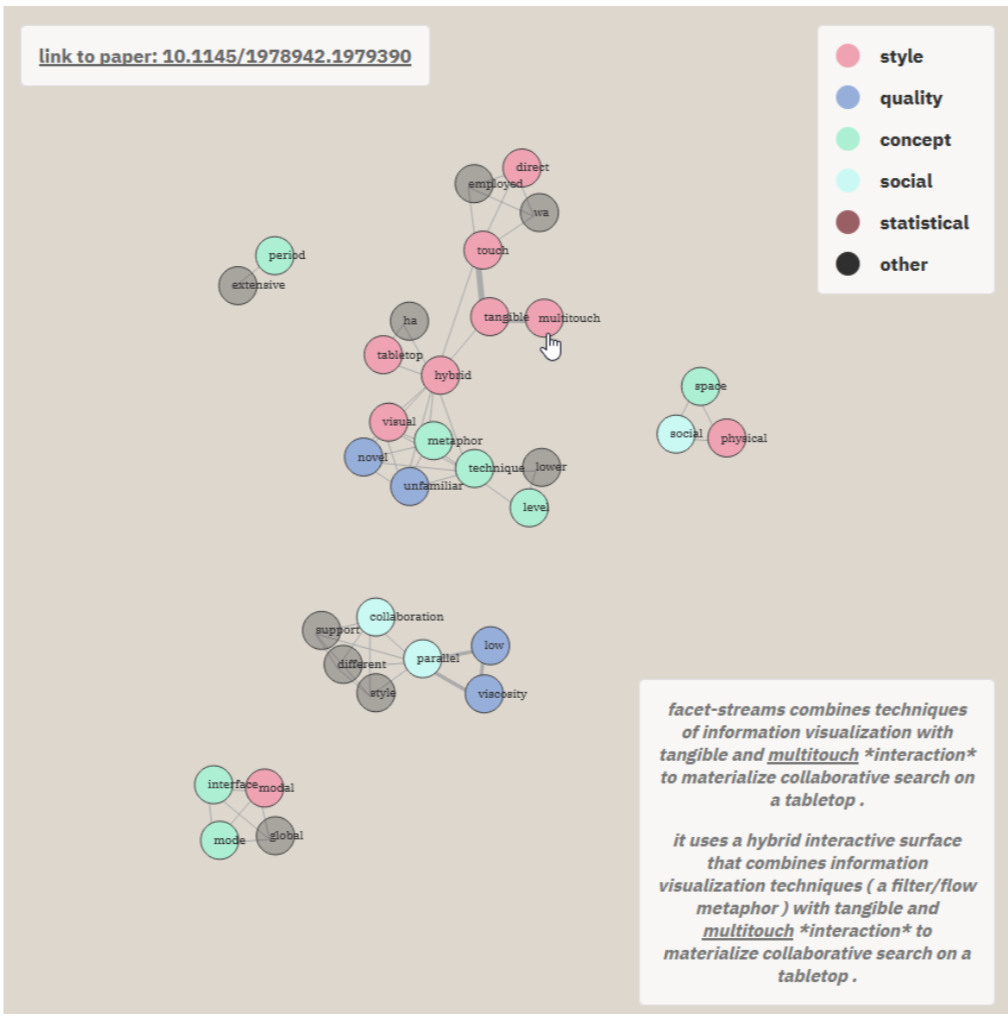 link to paper: 10.1145/1978942.1979390
style
quality
concept
social
statistical
other
direct
employed
wa
touch
period
extensive
tangible
multitouch
ha
tabletop
hybrid
space
visual
social
physical
metaphor
novel
technique
lower
unfamiliar
level
collaboration
support
low
parallel
different
style
viscosity
interface
modal
mode
global
facet-streams combines techniques
of information visualization with
tangible and multitouch *interaction*
to materialize collaborative search on
a tabletop .
it uses a hybrid interactive surface
that combines information
visualization techniques ( a filter/flow
metaphor ) with tangible and
multitouch *interaction* to
materialize collaborative search on a
tabletop .